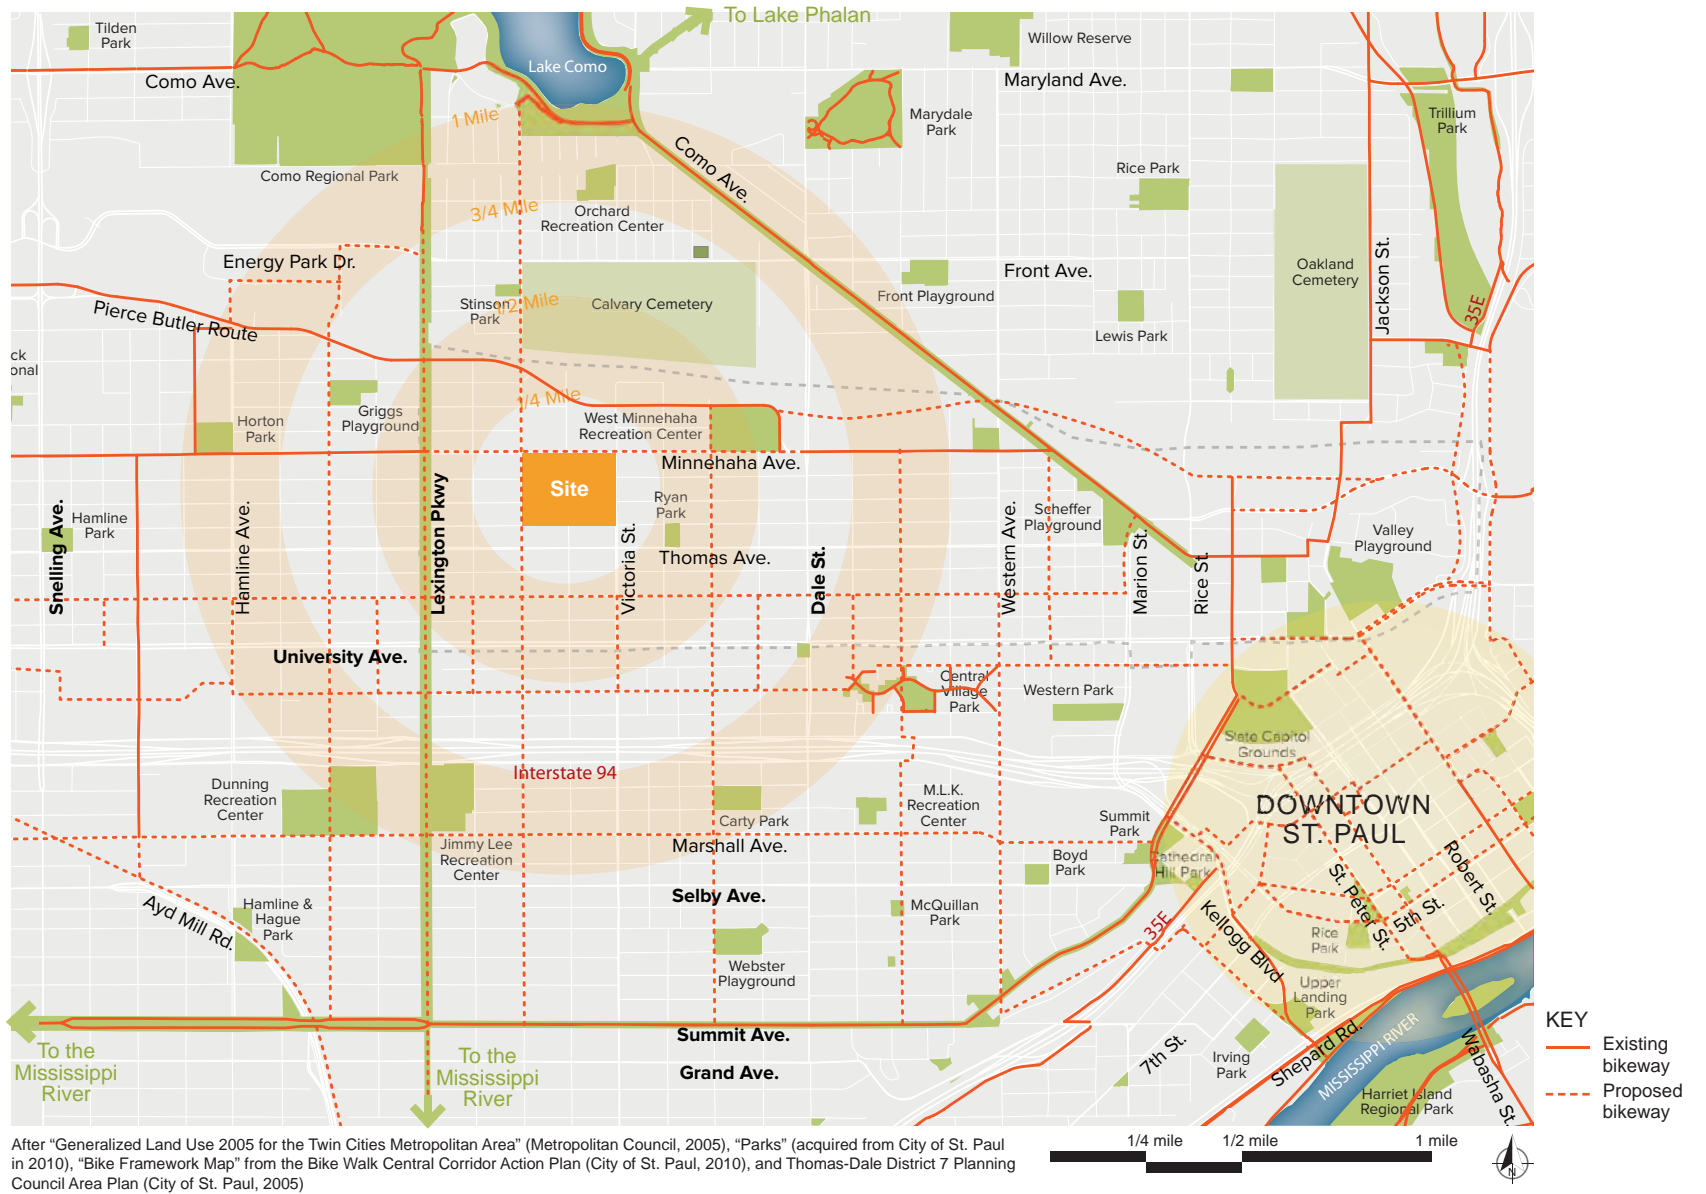 To Lake Phalan
Tilden
Park
Willow Reserve
Lake Como
Como Ave.
Maryland Ave.
1 Mile
Marydale
Park
Trillium
Park
Como Ave.
Como Regional Park
Rice Park
3/4 Mile
Orchard
Recreation Center
Energy Park Dr.
Front Ave.
Oakland
Cemetery
Jackson St.
Stinson
Park
1/2 Mile
Calvary Cemetery
Front Playground
35E
Pierce Butler Route
Lewis Park
ck
onal
1/4 Mile
Griggs
Playground
Horton
Park
West Minnehaha
Recreation Center
Minnehaha Ave.
Site
Ryan
Park
Snelling Ave.
Hamline
Park
Hamline Ave.
Lexington Pkwy
Victoria St.
Thomas Ave.
Dale St.
Western Ave.
Scheffer
Playground
Marion St.
Rice St.
Valley
Playground
University Ave.
Central
Village
Park
Western Park
State Capitol
Grounds
Interstate 94
Dunning
Recreation
Center
M.L.K.
Recreation
Center
Carty Park
Summit
Park
DOWNTOWN
ST. PAUL
Jimmy Lee
Recreation
Center
Marshall Ave.
Boyd
Park
Cathedral
Hill Park
Robert St.
St. Peter St.
5th St.
Selby Ave.
Ayd Mill Rd.
Hamline &
Hague
Park
McQuillan
Park
35E
Kellogg Blvd
Rice
Park
Webster
Playground
Upper
Landing
Park
Summit Ave.
To the
Mississippi
River
To the
Mississippi
River
Grand Ave.
7th St.
Irving
Park
Shepard Rd.
MISSISSIPPI RIVER
Wabasha St.
Harriet Island
Regional Park
KEY
Existing
bikeway
Proposed
bikeway
1/4 mile
1/2 mile
1 mile
N
After “Generalized Land Use 2005 for the Twin Cities Metropolitan Area” (Metropolitan Council, 2005), “Parks” (acquired from City of St. Paul
in 2010), “Bike Framework Map” from the Bike Walk Central Corridor Action Plan (City of St. Paul, 2010), and Thomas-Dale District 7 Planning
Council Area Plan (City of St. Paul, 2005)